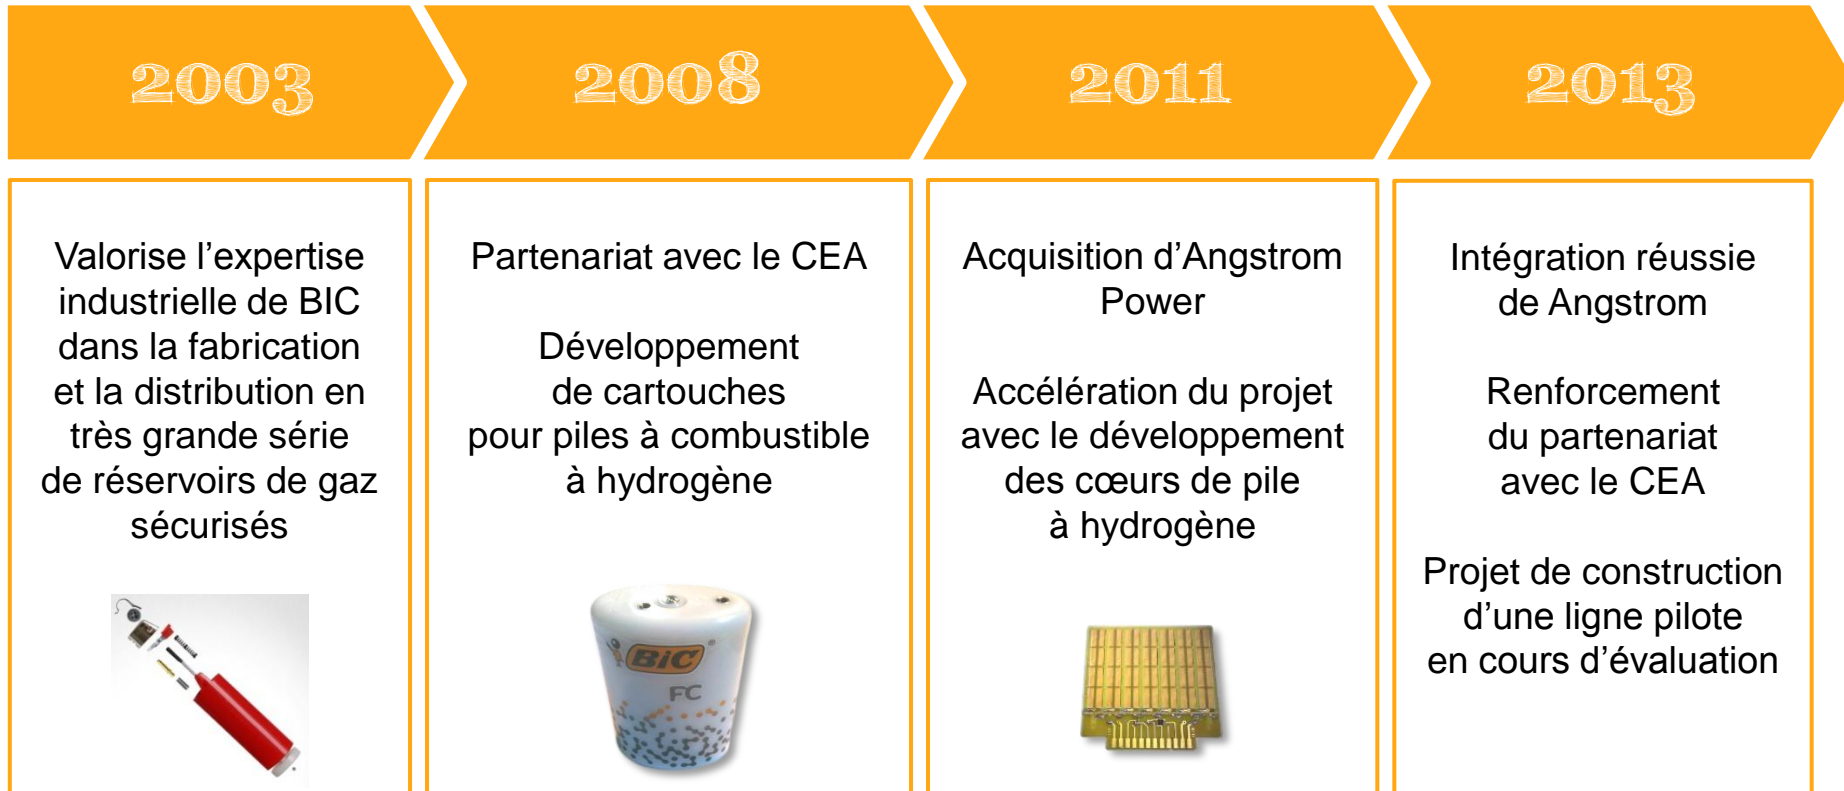 2003
2008
2011
2013
Valorise l’expertise
industrielle de BIC
dans la fabrication
et la distribution en
très grande série
de réservoirs de gaz
sécurisés
Partenariat avec le CEA
Développement
de cartouches
pour piles à combustible
à hydrogène
BiC ®
FC
Acquisition d’Angstrom
Power
Accélération du projet
avec le développement
des cœurs de pile
à hydrogène
Intégration réussie
de Angstrom
Renforcement
du partenariat
avec le CEA
Projet de construction
d’une ligne pilote
en cours d’évaluation